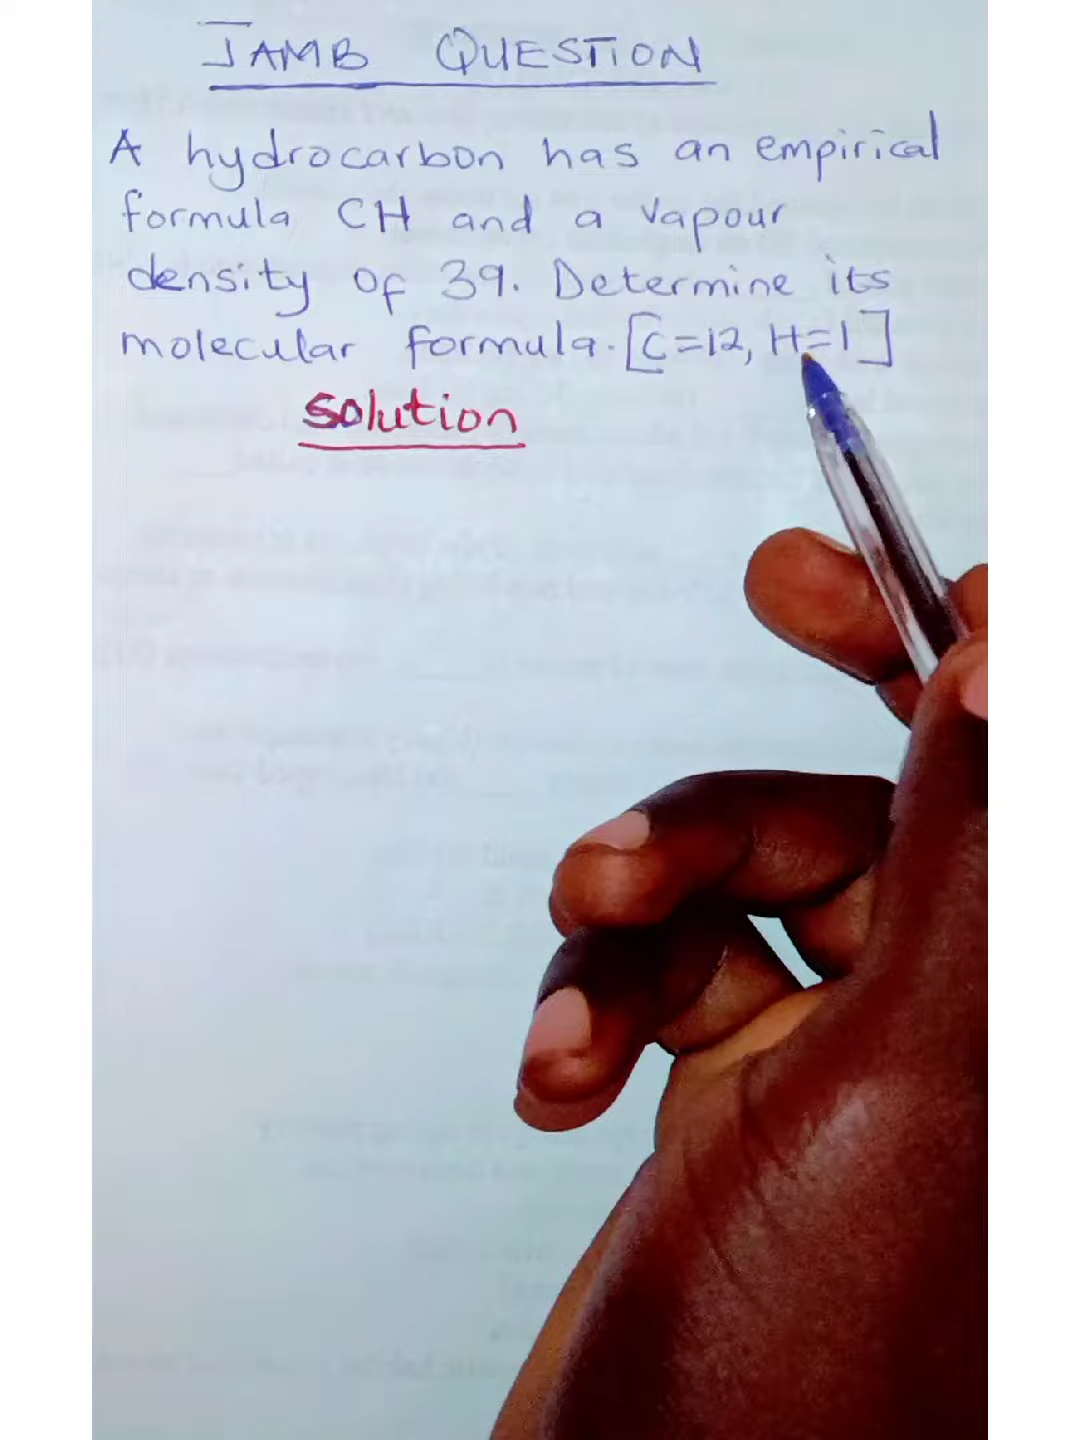 JAMB QUESTION
A hydrocarbon has an empirical
formula CH and a vapour
density of 39. Determine its
molecular formula. [C=12, H=1]
Solution